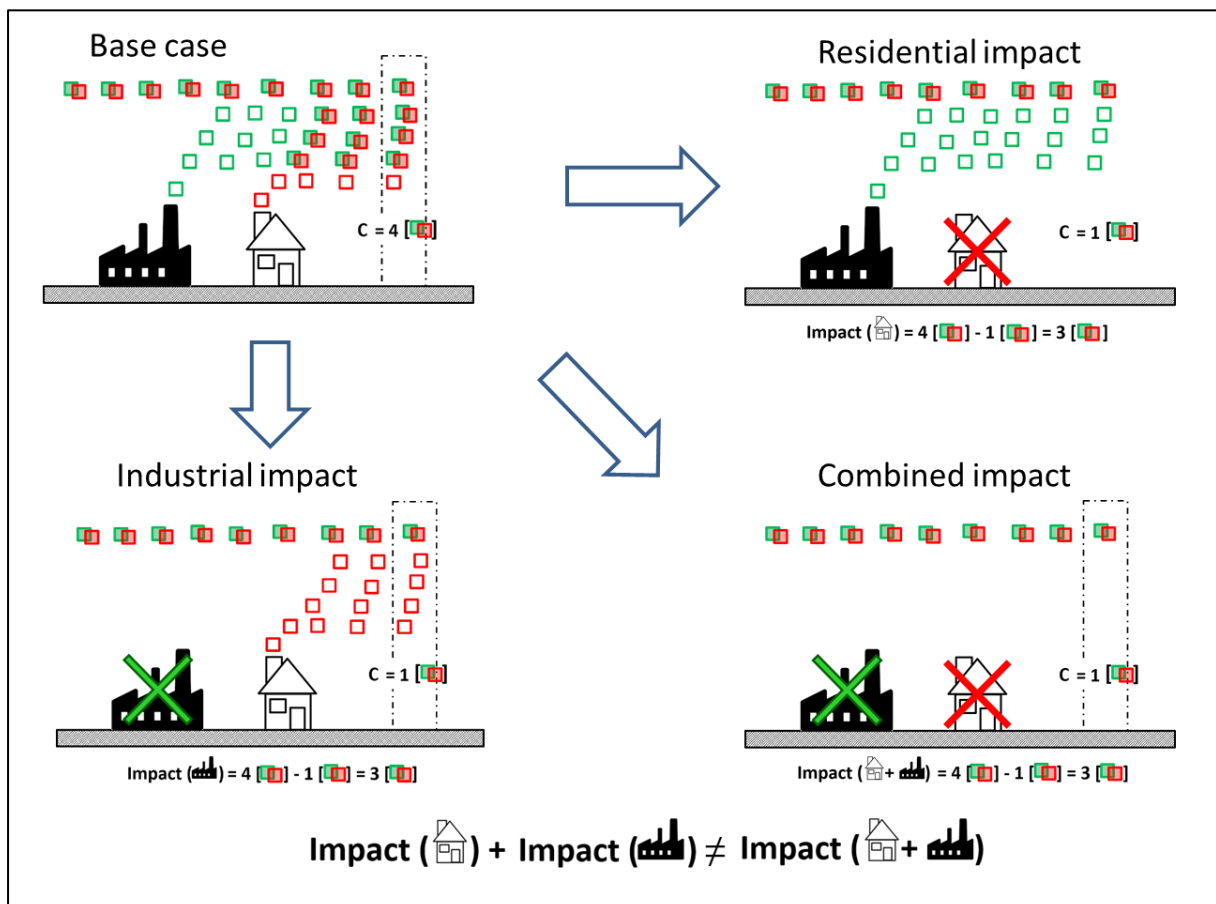 Base case
C = 4 [ ]
Residential impact
C = 1 [ ]
Impact ( ) = 4 [ ] - 1 [ ] = 3 [ ]
Industrial impact
C = 1 [ ]
Impact ( ) = 4 [ ] - 1 [ ] = 3 [ ]
Combined impact
C = 1 [ ]
Impact ( + ) = 4 [ ] - 1 [ ] = 3 [ ]
Impact ( ) + Impact ( ) ≠ Impact ( + )